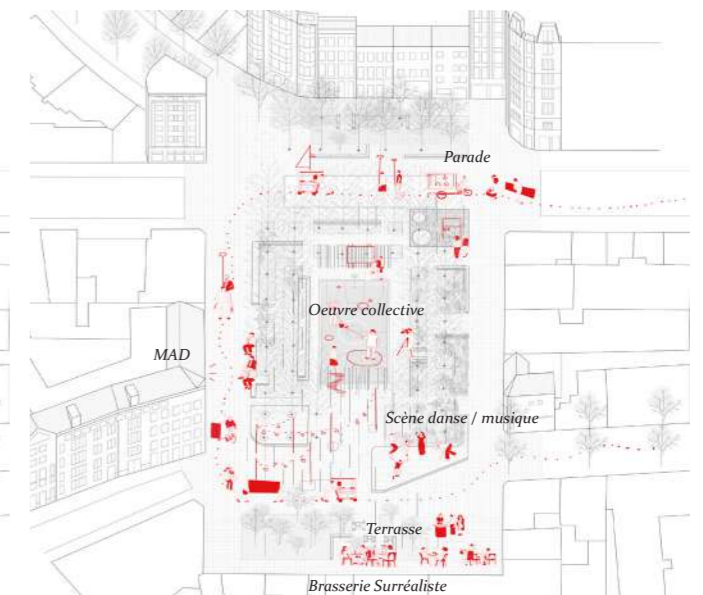 Parade
Oeuvre collective
MAD
Scène danse / musique
Terrasse
Brasserie Surréaliste